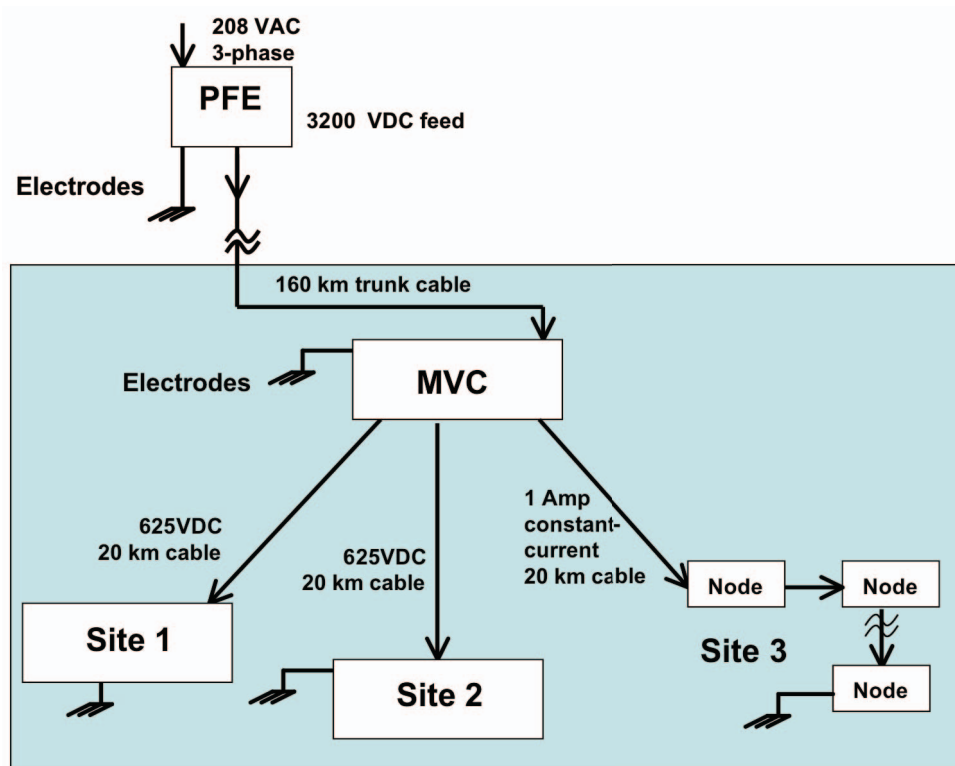 208 VAC
3-phase
PFE
3200 VDC feed
Electrodes
160 km trunk cable
MVC
Electrodes
625VDC
20 km cable
625VDC
20 km cable
1 Amp
constant-
current
20 km cable
Node
Node
Site 1
Site 2
Site 3
Node